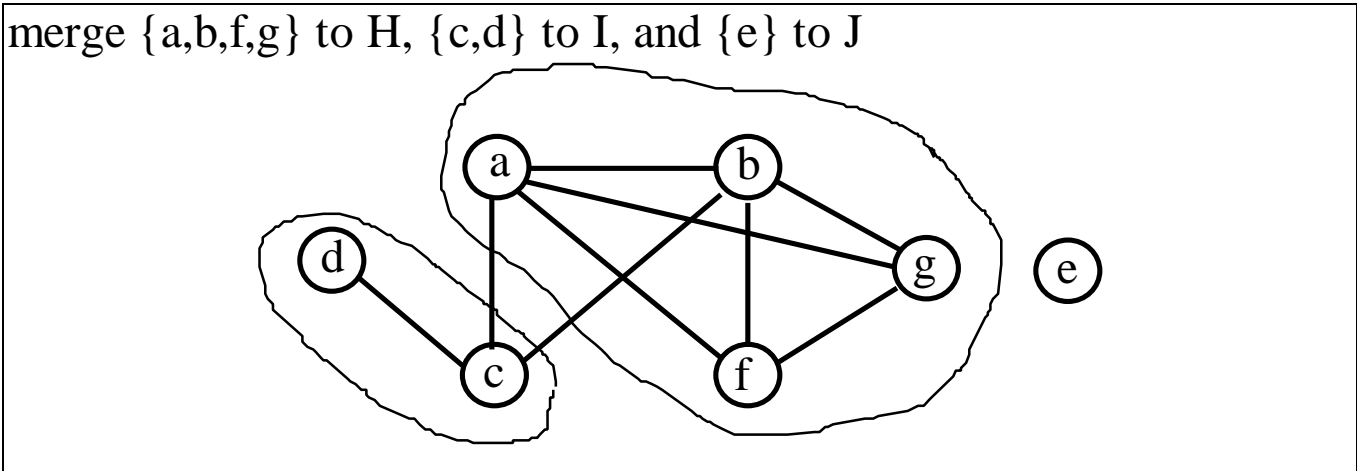 merge {a,b,f,g} to H, {c,d} to I, and {e} to J
a b
d g e
c f